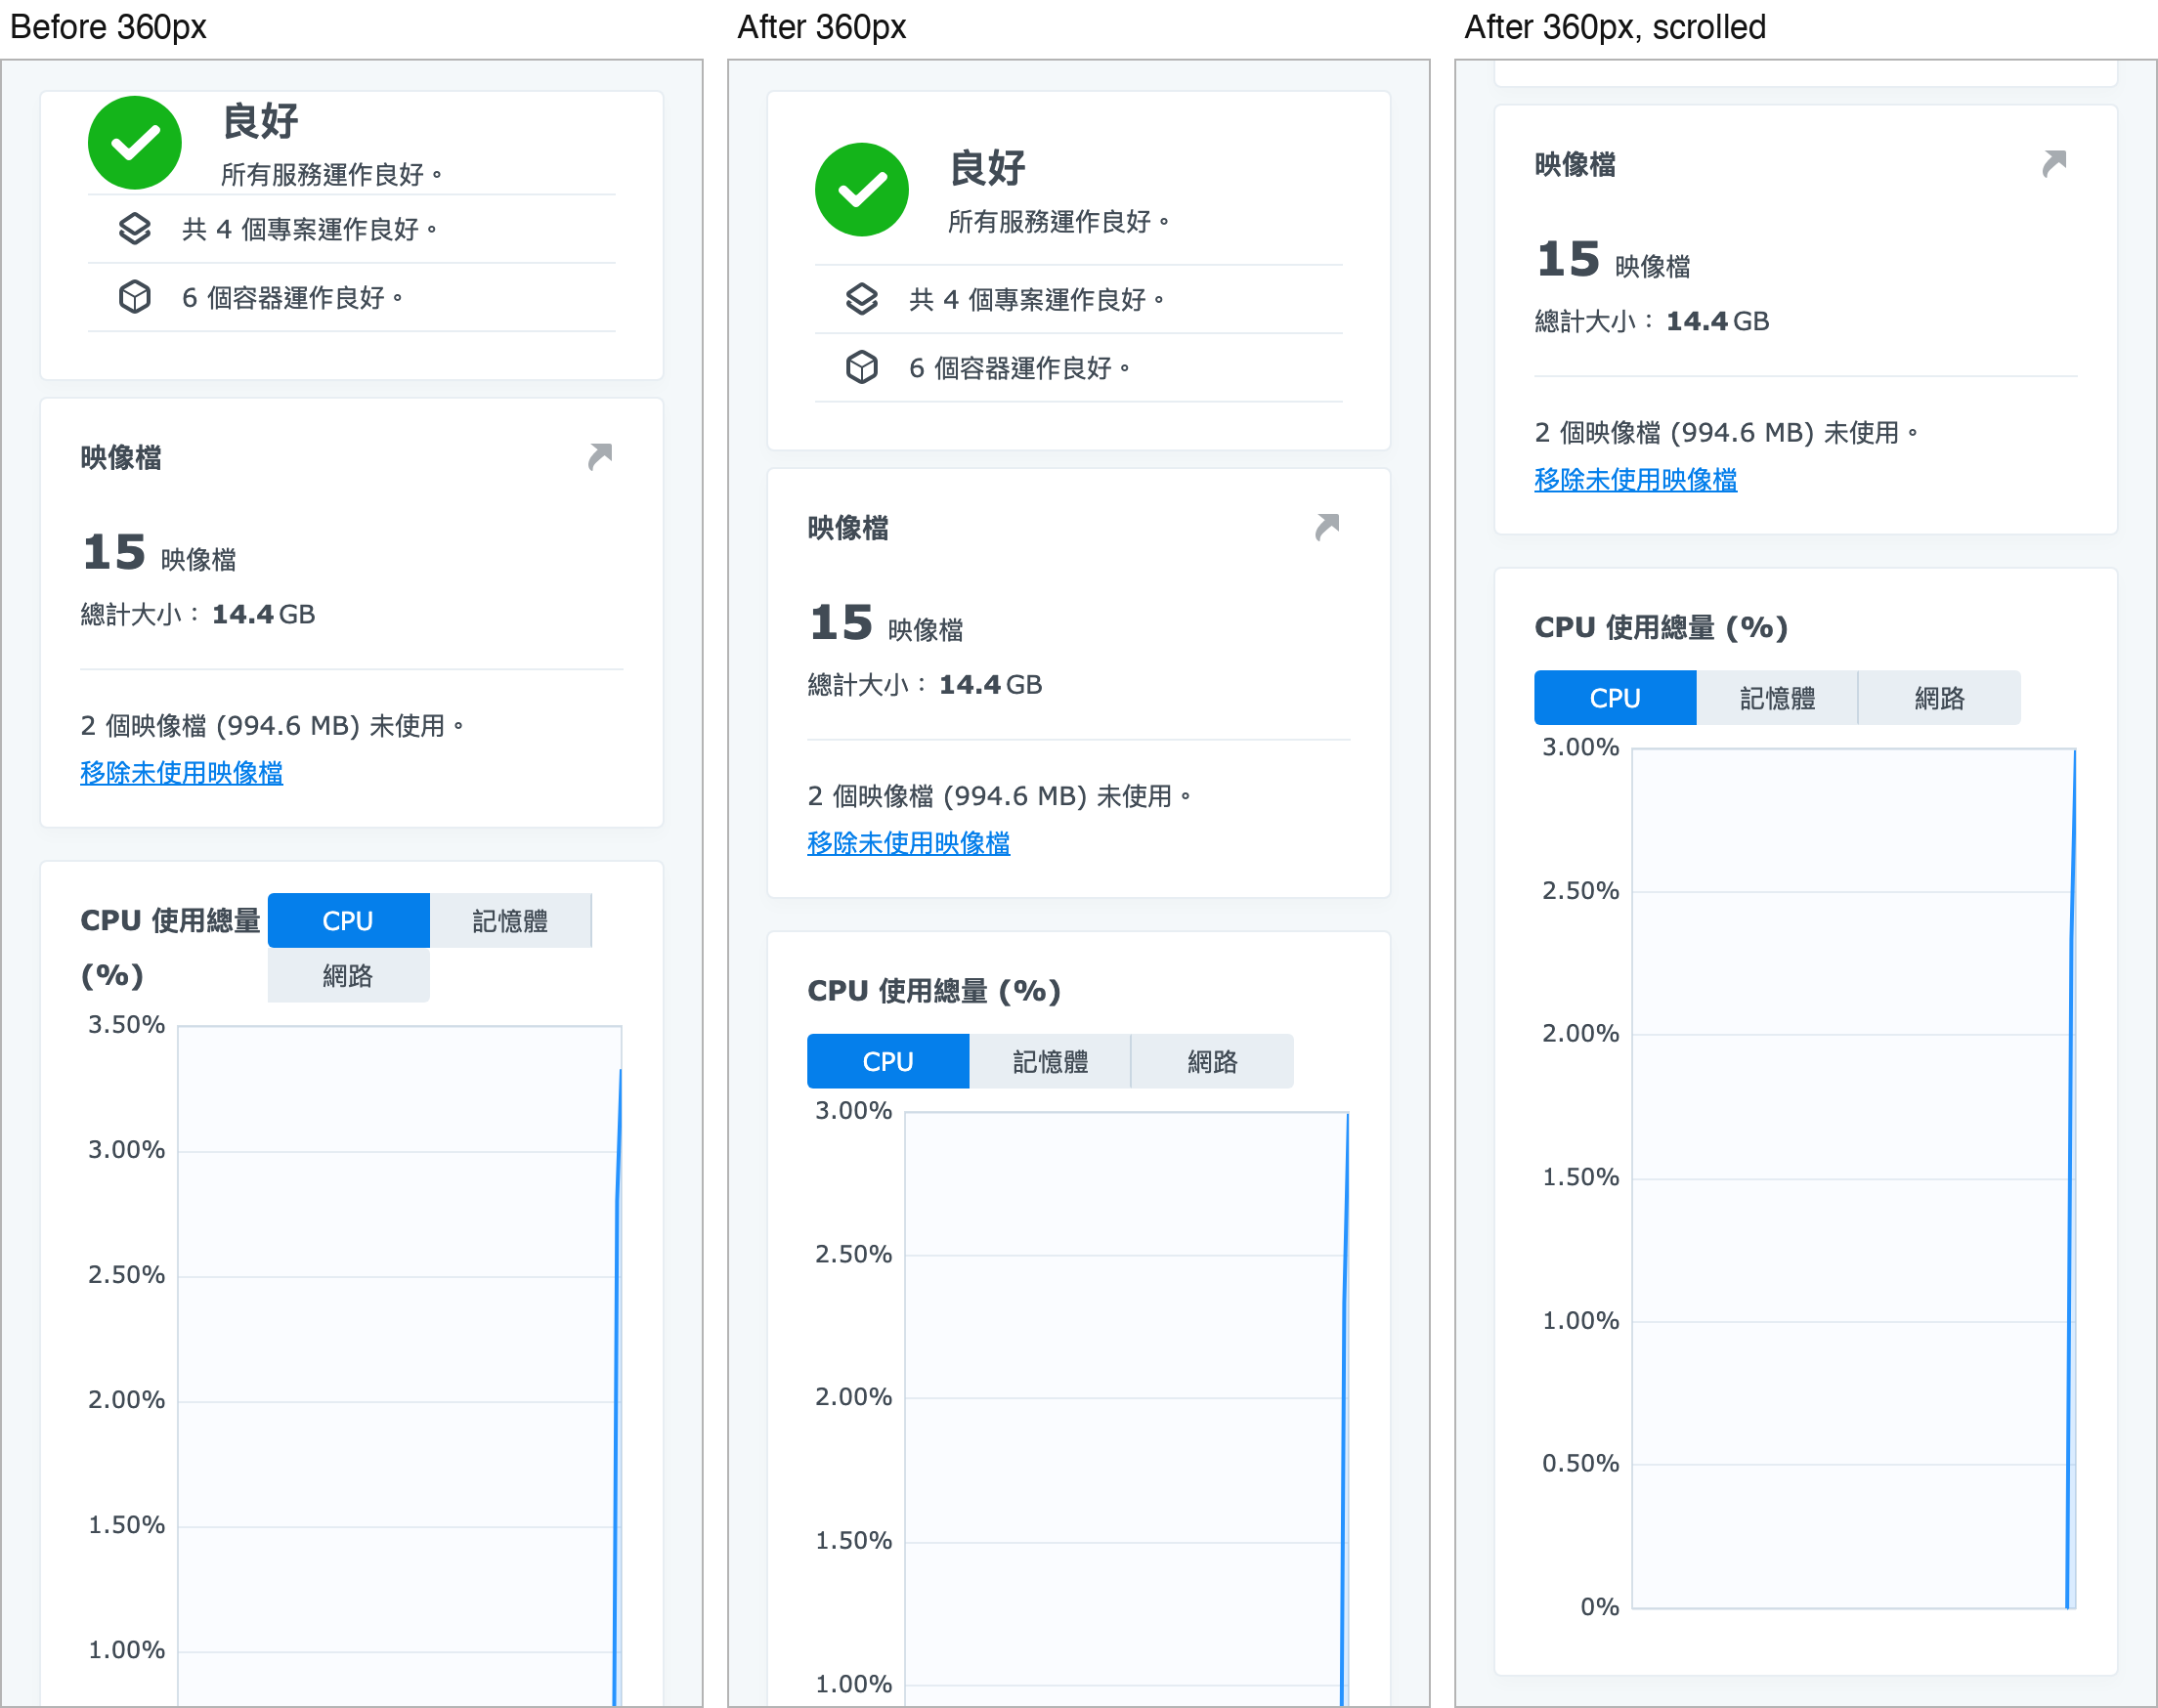 Before 360px
良好
所有服務運作良好。
共 4 個專案運作良好。
6 個容器運作良好。
映像檔
15 映像檔
總計大小： 14.4 GB
2 個映像檔 (994.6 MB) 未使用。
移除未使用映像檔
CPU 使用總量
(%)
CPU
記憶體
網路
3.50%
3.00%
2.50%
2.00%
1.50%
1.00%
After 360px
良好
所有服務運作良好。
共 4 個專案運作良好。
6 個容器運作良好。
映像檔
15 映像檔
總計大小： 14.4 GB
2 個映像檔 (994.6 MB) 未使用。
移除未使用映像檔
CPU 使用總量 (%)
CPU
記憶體
網路
3.00%
2.50%
2.00%
1.50%
1.00%
After 360px, scrolled
映像檔
15 映像檔
總計大小： 14.4 GB
2 個映像檔 (994.6 MB) 未使用。
移除未使用映像檔
CPU 使用總量 (%)
CPU
記憶體
網路
3.00%
2.50%
2.00%
1.50%
1.00%
0.50%
0%